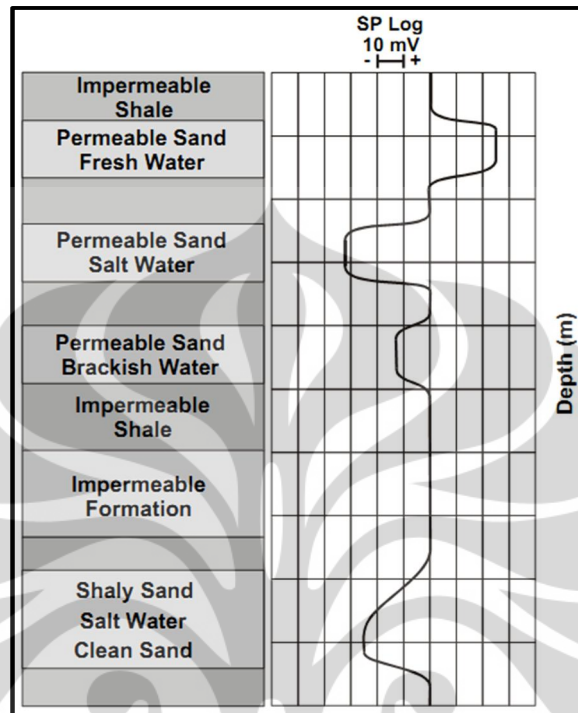 SP Log
10 mV
- +
Impermeable
Shale
Permeable Sand
Fresh Water
Permeable Sand
Salt Water
Permeable Sand
Brackish Water
Impermeable
Shale
Impermeable
Formation
Shaly Sand
Salt Water
Clean Sand
Depth (m)